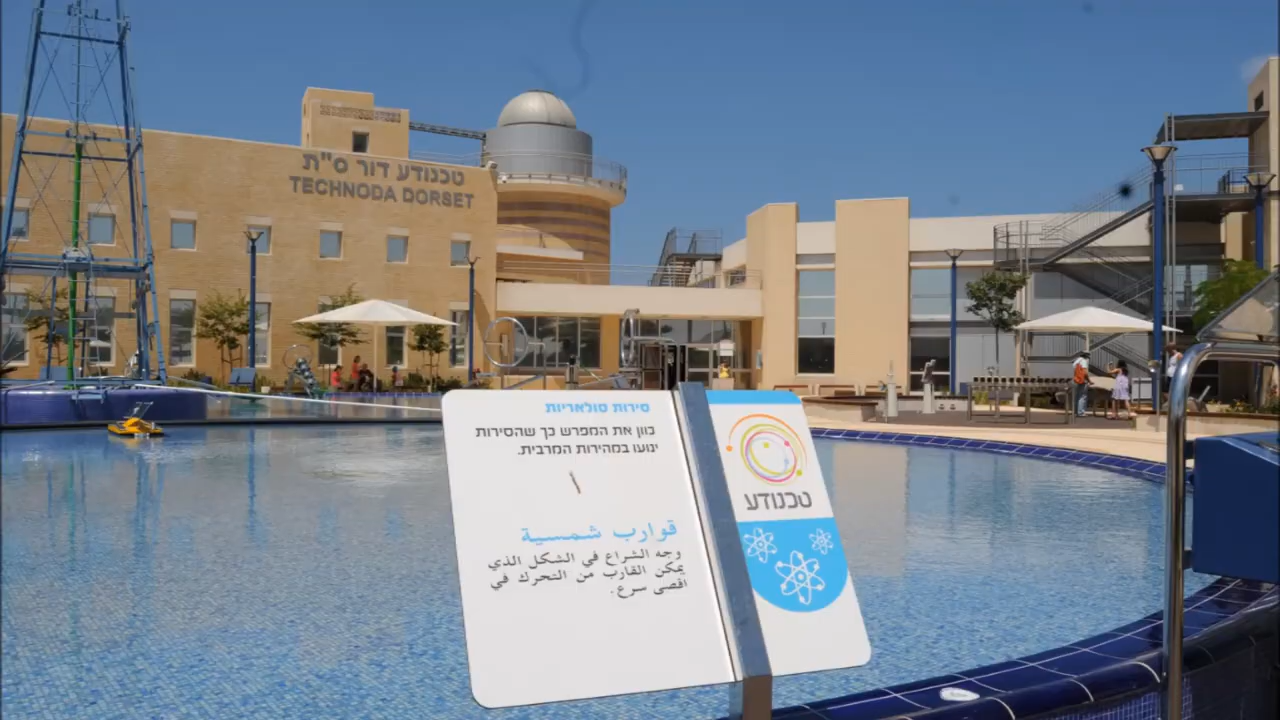 טכנודע דור ס"ת
TECHNODA DORSET
סירות סולאריות
כוון את המפרש כך שהסירות
ינועו במהירות המרבית.
قوارب شمسية
وجه الشراع في الشكل الذي
يمكن القارب من التحرك في
اقصى سرع.
טכנודע